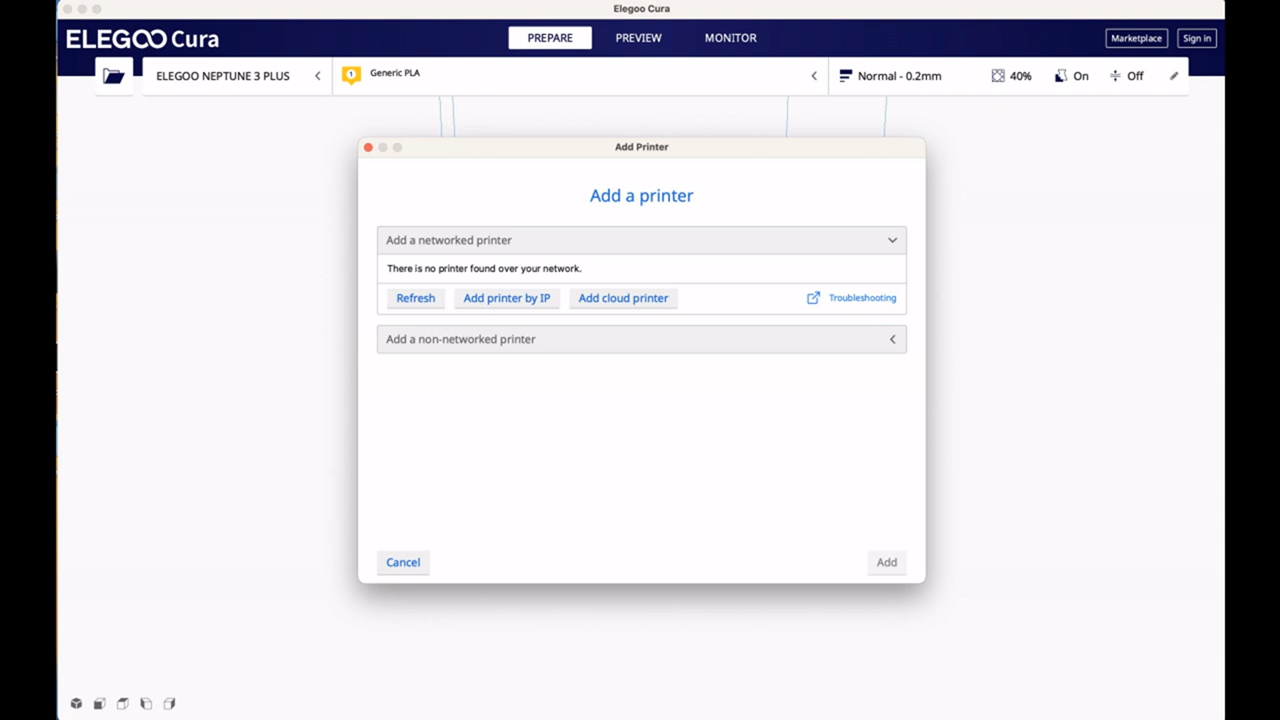 Elegoo Cura
ELEGOO Cura
PREPARE PREVIEW MONITOR
Marketplace Sign in
ELEGOO NEPTUNE 3 PLUS
1 Generic PLA
Normal - 0.2mm 40% On Off
Add Printer
Add a printer
Add a networked printer
There is no printer found over your network.
Refresh Add printer by IP Add cloud printer Troubleshooting
Add a non-networked printer
Cancel Add